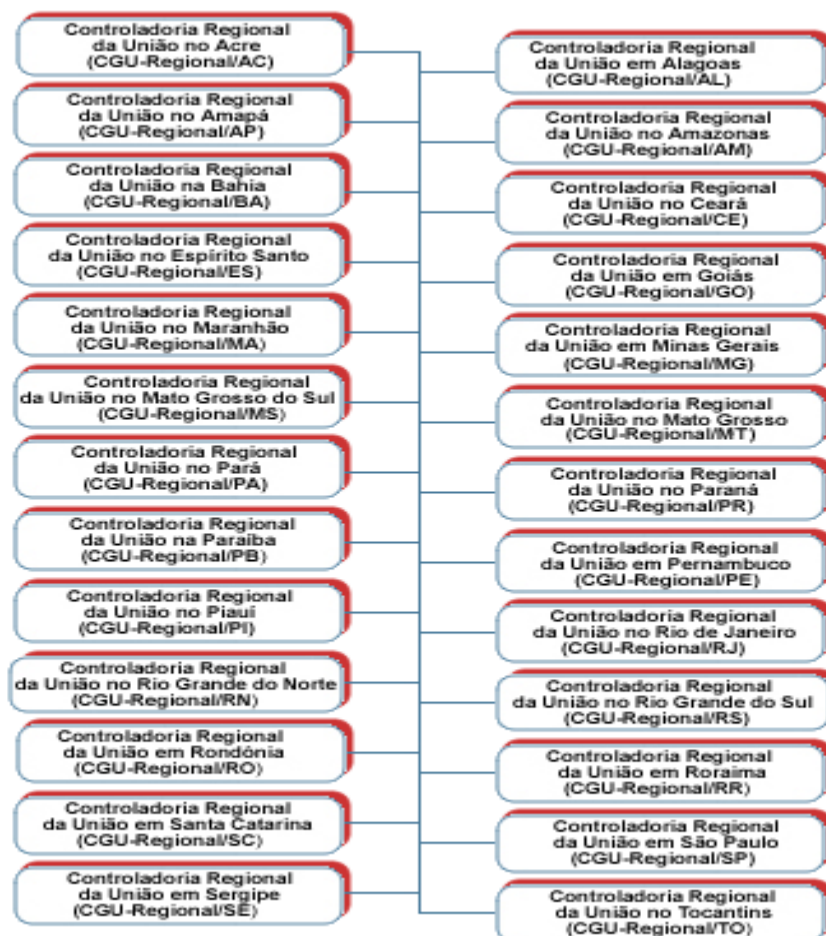 Controladoria Regional
da União no Acre
(CGU-Regional/AC)
Controladoria Regional
da União em Alagoas
(CGU-Regional/AL)
Controladoria Regional
da União no Amapá
(CGU-Regional/AP)
Controladoria Regional
da União no Amazonas
(CGU-Regional/AM)
Controladoria Regional
da União na Bahia
(CGU-Regional/BA)
Controladoria Regional
da União no Ceará
(CGU-Regional/CE)
Controladoria Regional
da União no Espírito Santo
(CGU-Regional/ES)
Controladoria Regional
da União em Goiás
(CGU-Regional/GO)
Controladoria Regional
da União no Maranhão
(CGU-Regional/MA)
Controladoria Regional
da União em Minas Gerais
(CGU-Regional/MG)
Controladoria Regional
da União no Mato Grosso do Sul
(CGU-Regional/MS)
Controladoria Regional
da União no Mato Grosso
(CGU-Regional/MT)
Controladoria Regional
da União no Pará
(CGU-Regional/PA)
Controladoria Regional
da União no Paraná
(CGU-Regional/PR)
Controladoria Regional
da União na Paraíba
(CGU-Regional/PB)
Controladoria Regional
da União em Pernambuco
(CGU-Regional/PE)
Controladoria Regional
da União no Piauí
(CGU-Regional/PI)
Controladoria Regional
da União no Rio de Janeiro
(CGU-Regional/RJ)
Controladoria Regional
da União no Rio Grande do Norte
(CGU-Regional/RN)
Controladoria Regional
da União no Rio Grande do Sul
(CGU-Regional/RS)
Controladoria Regional
da União em Rondônia
(CGU-Regional/RO)
Controladoria Regional
da União em Roraima
(CGU-Regional/RR)
Controladoria Regional
da União em Santa Catarina
(CGU-Regional/SC)
Controladoria Regional
da União em São Paulo
(CGU-Regional/SP)
Controladoria Regional
da União em Sergipe
(CGU-Regional/SE)
Controladoria Regional
da União no Tocantins
(CGU-Regional/TO)